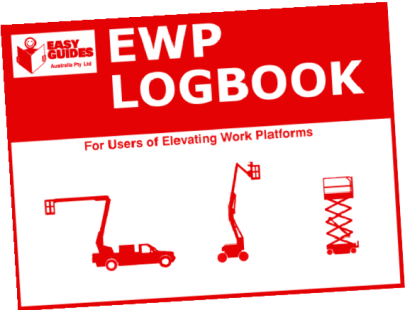 EASY
GUIDES
Australia Pty Ltd
EWP
LOGBOOK
For Users of Elevating Work Platforms